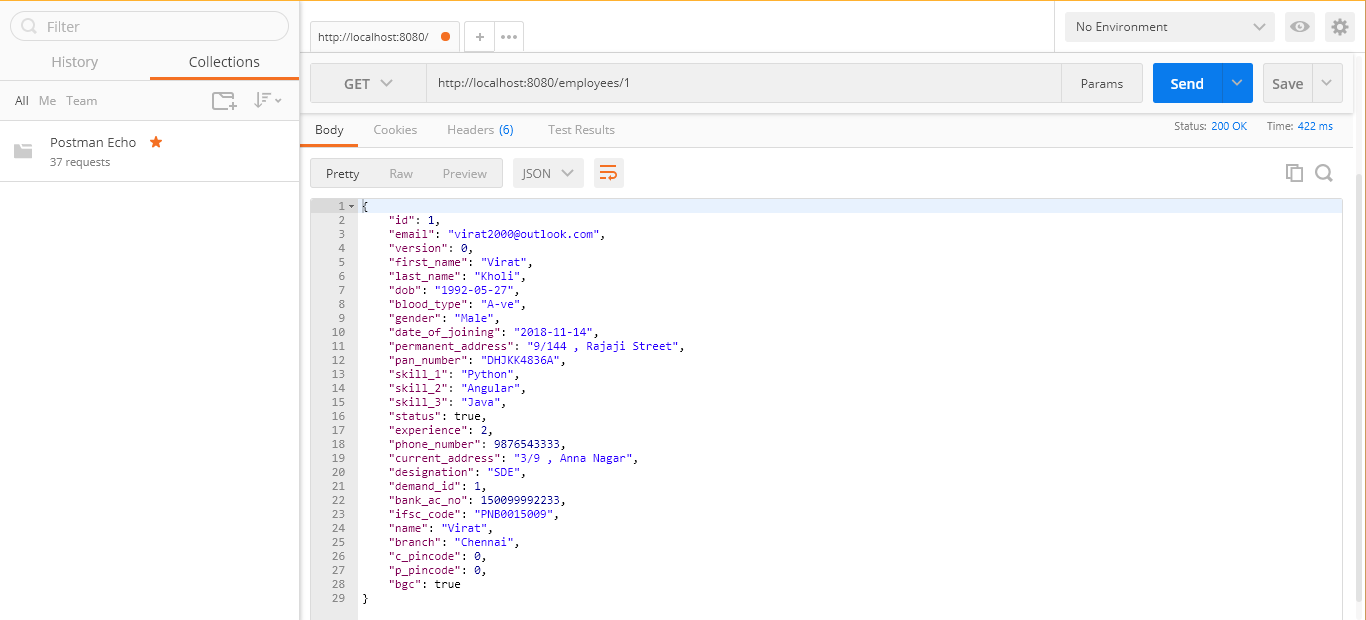 Filter
History Collections
All Me Team
Postman Echo
37 requests
http://localhost:8080/
No Environment
GET http://localhost:8080/employees/1 Params Send Save
Body Cookies Headers (6) Test Results Status: 200 OK Time: 422 ms
Pretty Raw Preview JSON
1 {
2 "id": 1,
3 "email": "virat2000@outlook.com",
4 "version": 0,
5 "first_name": "Virat",
6 "last_name": "Kholi",
7 "dob": "1992-05-27",
8 "blood_type": "A-ve",
9 "gender": "Male",
10 "date_of_joining": "2018-11-14",
11 "permanent_address": "9/144 , Rajaji Street",
12 "pan_number": "DHJKK4836A",
13 "skill_1": "Python",
14 "skill_2": "Angular",
15 "skill_3": "Java",
16 "status": true,
17 "experience": 2,
18 "phone_number": 9876543333,
19 "current_address": "3/9 , Anna Nagar",
20 "designation": "SDE",
21 "demand_id": 1,
22 "bank_ac_no": 150099992233,
23 "ifsc_code": "PNB0015009",
24 "name": "Virat",
25 "branch": "Chennai",
26 "c_pincode": 0,
27 "p_pincode": 0,
28 "bgc": true
29 }